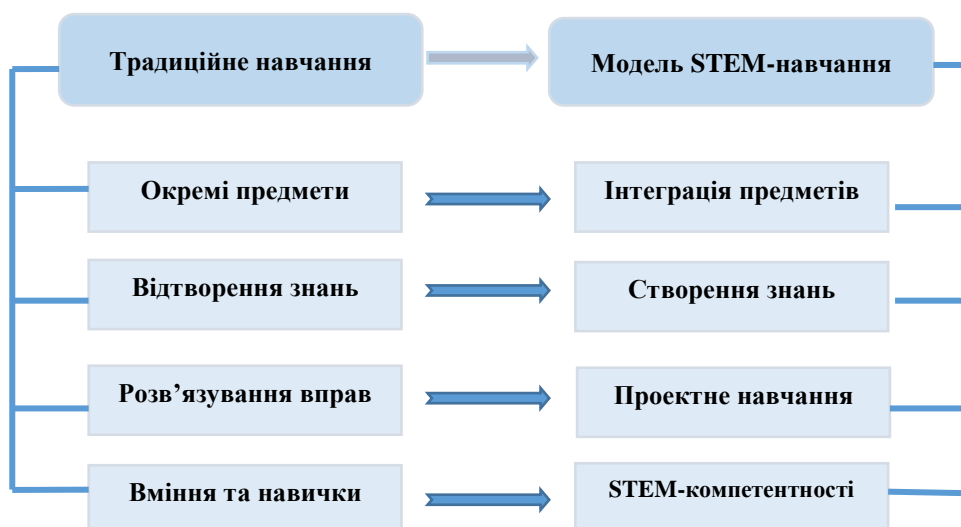 Традиційне навчання
Модель STEM-навчання
Окремі предмети
Інтеграція предметів
Відтворення знань
Створення знань
Розв’язування вправ
Проектне навчання
Вміння та навички
STEM-компетентності